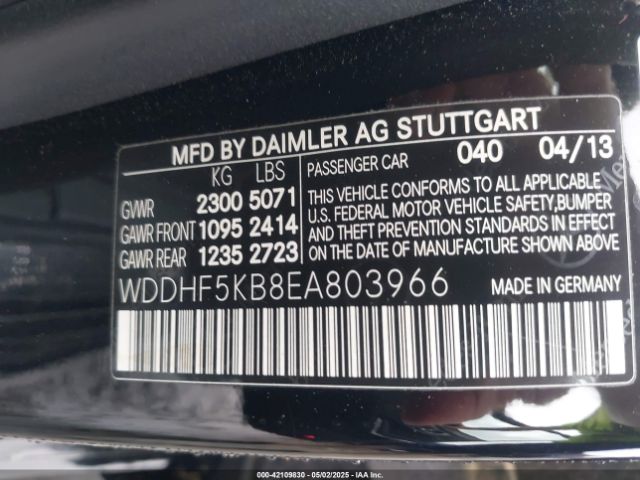 MFD BY DAIMLER AG STUTTGART
KG LBS PASSENGER CAR 040 04/13
GVWR 2300 5071
GAWR FRONT 1095 2414
GAWR REAR 1235 2723
THIS VEHICLE CONFORMS TO ALL APPLICABLE
U.S. FEDERAL MOTOR VEHICLE SAFETY,BUMPER
AND THEFT PREVENTION STANDARDS IN EFFECT
ON THE DATE OF MANUFACTURE SHOWN ABOVE.
WDDHF5KB8EA803966 MADE IN GERMANY
000-42109830 - 05/02/2025 - IAAI.COM